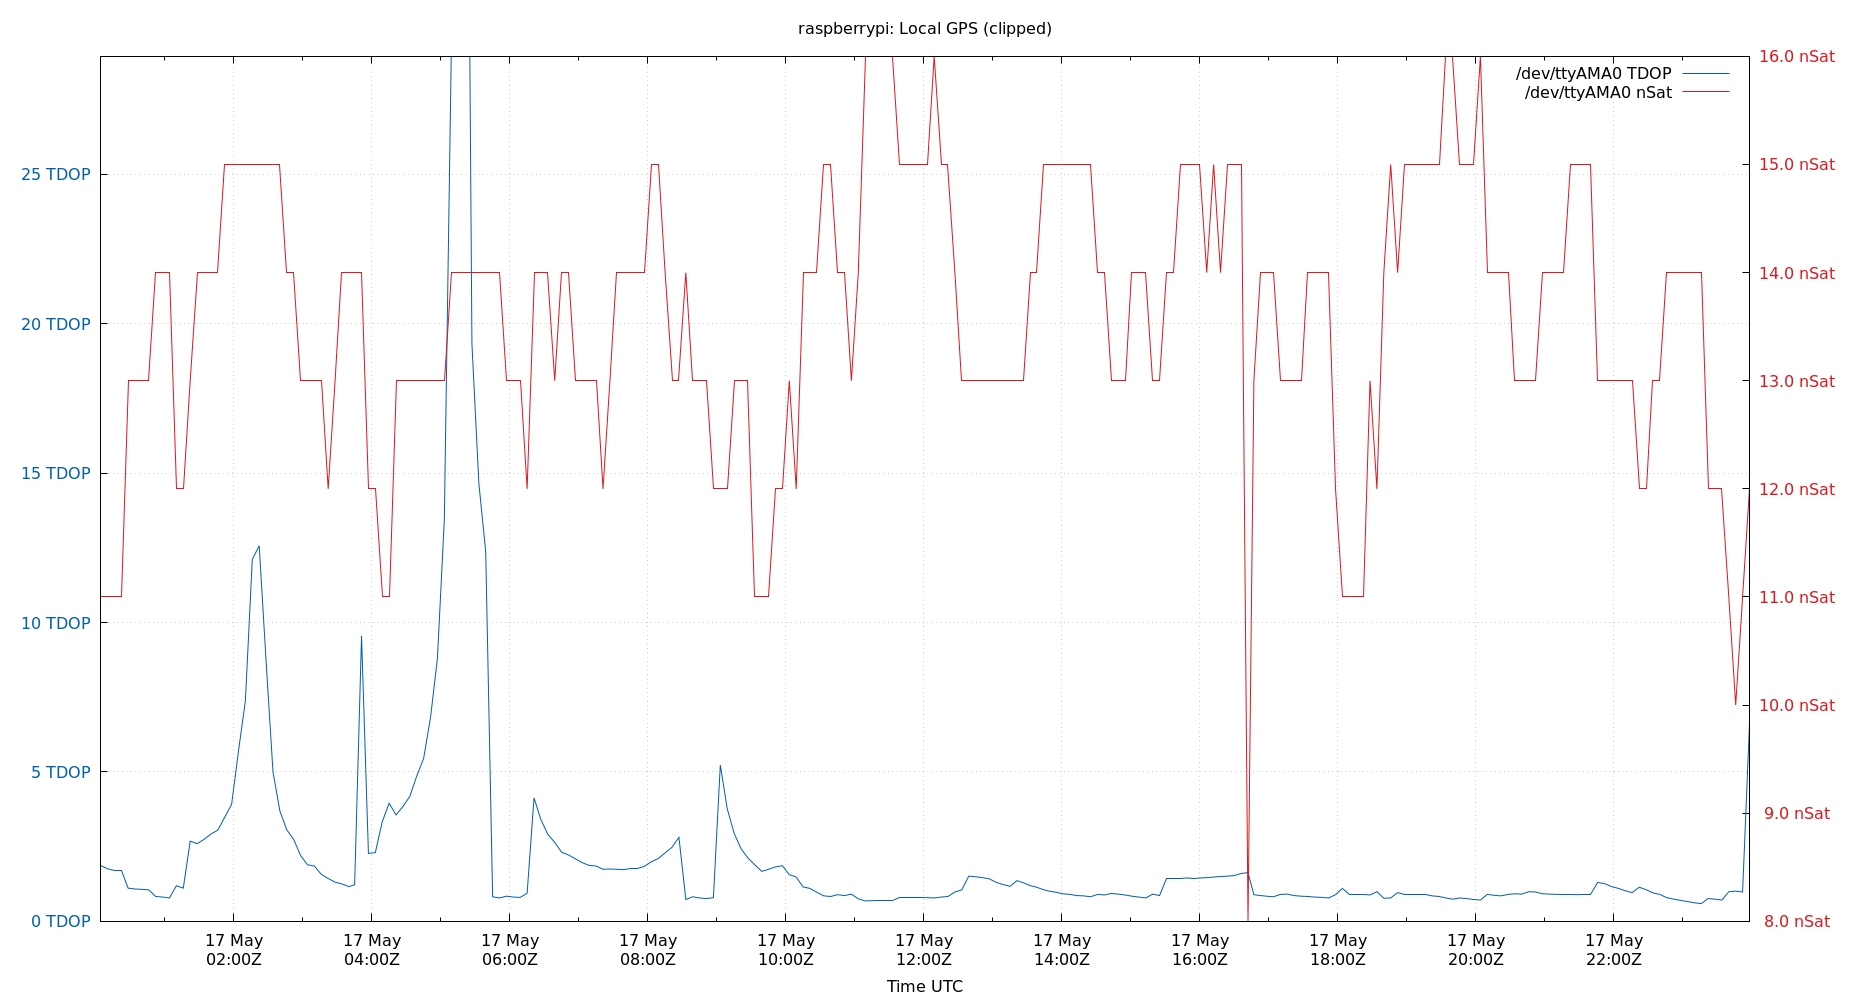 raspberrypi: Local GPS (clipped)
/dev/ttyAMA0 TDOP
/dev/ttyAMA0 nSat
25 TDOP
20 TDOP
15 TDOP
10 TDOP
5 TDOP
0 TDOP
16.0 nSat
15.0 nSat
14.0 nSat
13.0 nSat
12.0 nSat
11.0 nSat
10.0 nSat
9.0 nSat
8.0 nSat
17 May
02:00Z
17 May
04:00Z
17 May
06:00Z
17 May
08:00Z
17 May
10:00Z
17 May
12:00Z
17 May
14:00Z
17 May
16:00Z
17 May
18:00Z
17 May
20:00Z
17 May
22:00Z
Time UTC